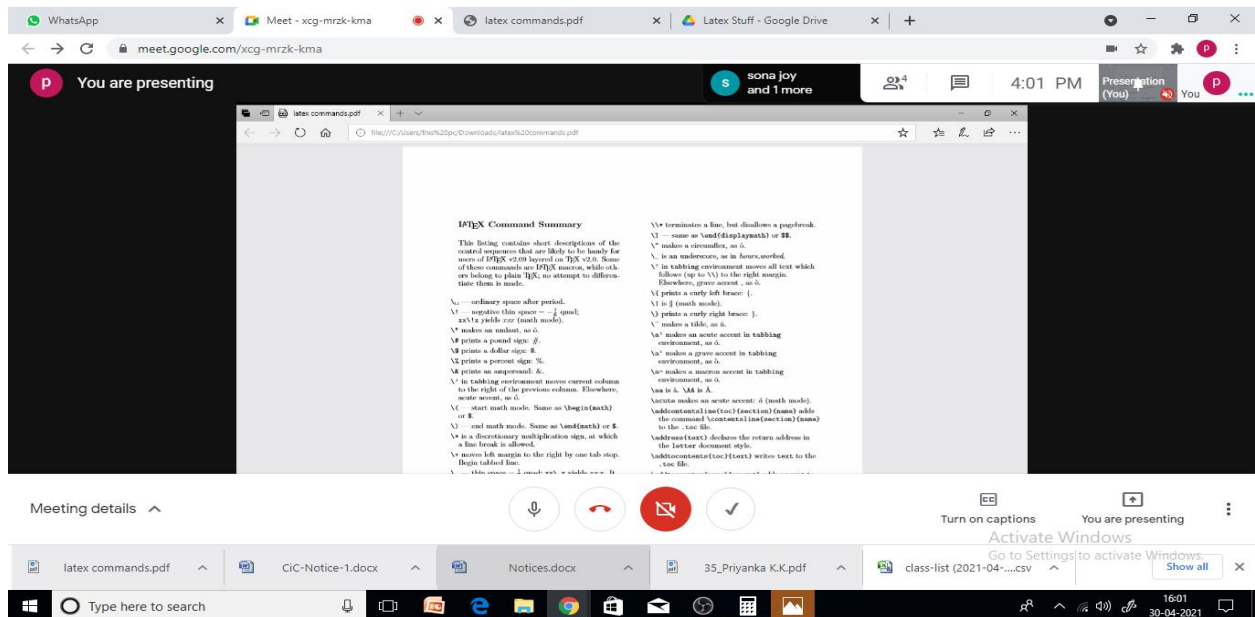 WhatsApp
Meet - xcg-mrzk-kma
latex commands.pdf
Latex Stuff - Google Drive
meet.google.com/xcg-mrzk-kma
P
P
You are presenting
s
sona joy
and 1 more
4
4:01 PM
Presentation
(You)
You
P
latex commands.pdf
file:///C:/Users/this%20pc/Downloads/latex%20commands.pdf
LATEX Command Summary
This listing contains short descriptions of the
control sequences that are likely to be handy for
users of LATEX v2.09 layered on TEX v2.0. Some
of these commands are LATEX macros, while oth-
ers belong to plain TEX; no attempt to differen-
tiate them is made.
\␣ — ordinary space after period.
\! — negative thin space = −1/6 quad;
xx\!x yields xxx (math mode).
\" makes an umlaut, as ö.
\# prints a pound sign: #.
\$ prints a dollar sign: $.
\% prints a percent sign: %.
\& prints an ampersand: &.
\' in tabbing environment moves current column
to the right of the previous column. Elsewhere,
acute accent, as ó.
\( — start math mode. Same as \begin{math}
or $.
\) — end math mode. Same as \end{math} or $.
\* is a discretionary multiplication sign, at which
a line break is allowed.
\+ moves left margin to the right by one tab stop.
Begin tabbed line.
\\* terminates a line, but disallows a pagebreak.
\] — same as \end{displaymath} or $$.
\^ makes a circumflex, as ô.
\_ is an underscore, as in hours_worked.
\` in tabbing environment moves all text which
follows (up to \\) to the right margin.
Elsewhere, grave accent , as ò.
\{ prints a curly left brace: {.
\| is ‖ (math mode).
\} prints a curly right brace: }.
\~ makes a tilde, as ñ.
\a' makes an acute accent in tabbing
environment, as ó.
\a` makes a grave accent in tabbing
environment, as ò.
\a= makes a macron accent in tabbing
environment, as ō.
\aa is å. \AA is Å.
\acute makes an acute accent: á (math mode).
\addcontentsline{toc}{section}{name} adds
the command \contentsline{section}{name}
to the .toc file.
\address{text} declares the return address in
the letter document style.
\addtocontents{toc}{text} writes text to the
.toc file.
Meeting details
CC
Turn on captions
You are presenting
Activate Windows
Go to Settings to activate Windows.
latex commands.pdf
CiC-Notice-1.docx
Notices.docx
35_Priyanka K.K.pdf
class-list (2021-04-....csv
Show all
Type here to search
16:01
30-04-2021